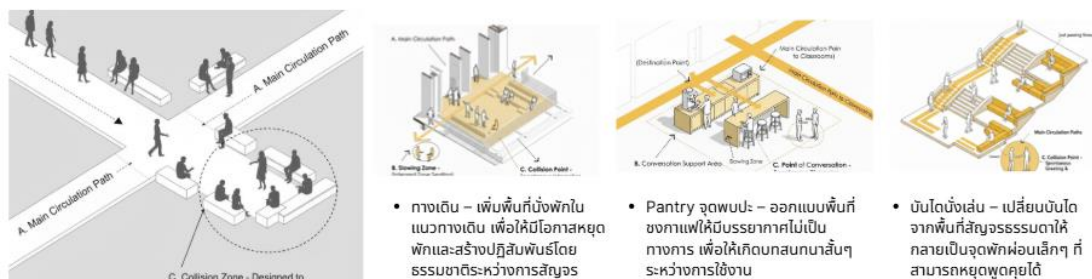 A. Main Circulation Path
A. Main Circulation Path
C. Collision Zone - Designed to
A. Main Circulation Path
B. Slowing Zone -
C. Collision Point -
(Destination Point)
Main Circulation
to Classrooms)
Main Circulation Path to
B. Conversation Support Area
Slowing Zone
C. Point of Conversation -
Main Circulation Paths
C. Collision Point -
Spontaneous
Greeting &
• ทางเดิน – เพิ่มพื้นที่นั่งพักใน
แนวทางเดิน เพื่อให้มีโอกาสหยุด
พักและสร้างปฏิสัมพันธ์โดย
ธรรมชาติระหว่างการสัญจร
• Pantry จุดพบปะ – ออกแบบพื้นที่
ชงกาแฟให้มีบรรยากาศไม่เป็น
ทางการ เพื่อให้เกิดบทสนทนาสั้นๆ
ระหว่างการใช้งาน
• บันไดนั่งเล่น – เปลี่ยนบันได
จากพื้นที่สัญจรธรรมดาให้
กลายเป็นจุดพักผ่อนเล็กๆ ที่
สามารถหยุดพูดคุยได้